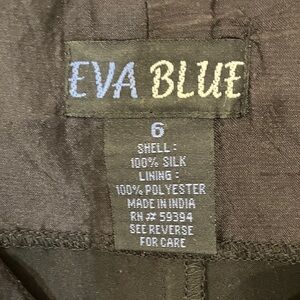 EVA BLUE
6
SHELL:
100% SILK
LINING:
100% POLYESTER
MADE IN INDIA
RN # 59394
SEE REVERSE
FOR CARE